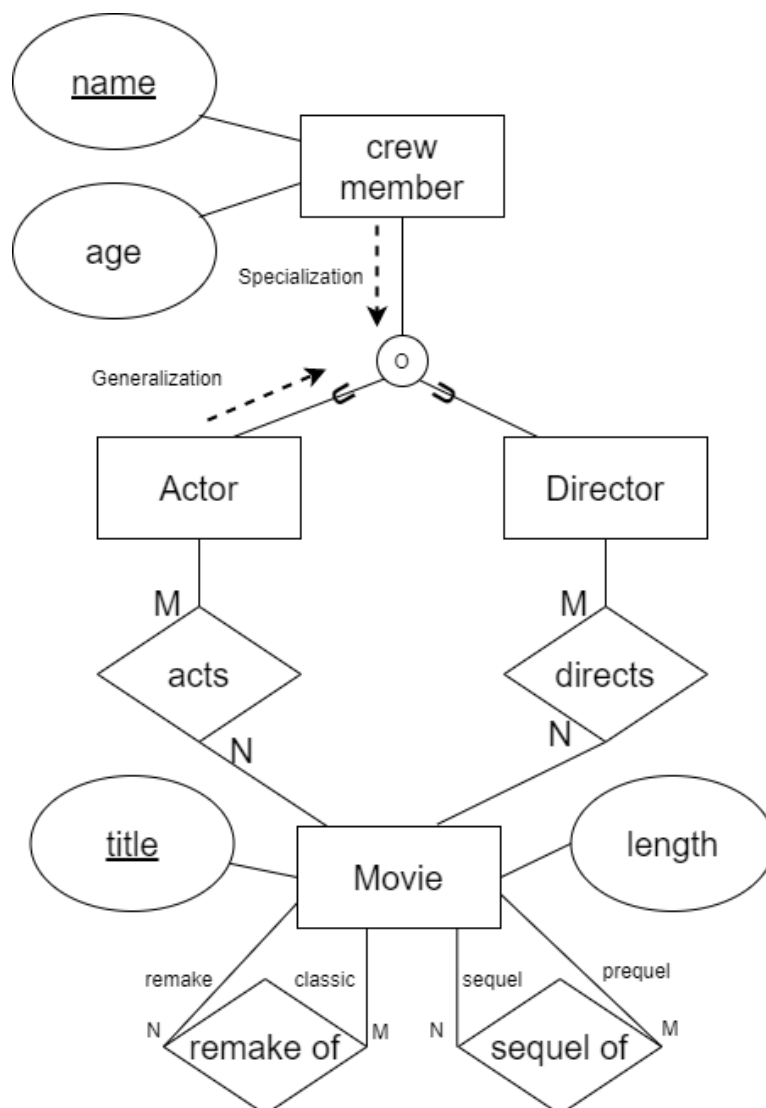 name
crew
member
age
Specialization
O
Generalization
Actor
Director
M
M
acts
directs
N
N
title
length
Movie
remake
classic
sequel
prequel
N
M
N
M
remake of
sequel of